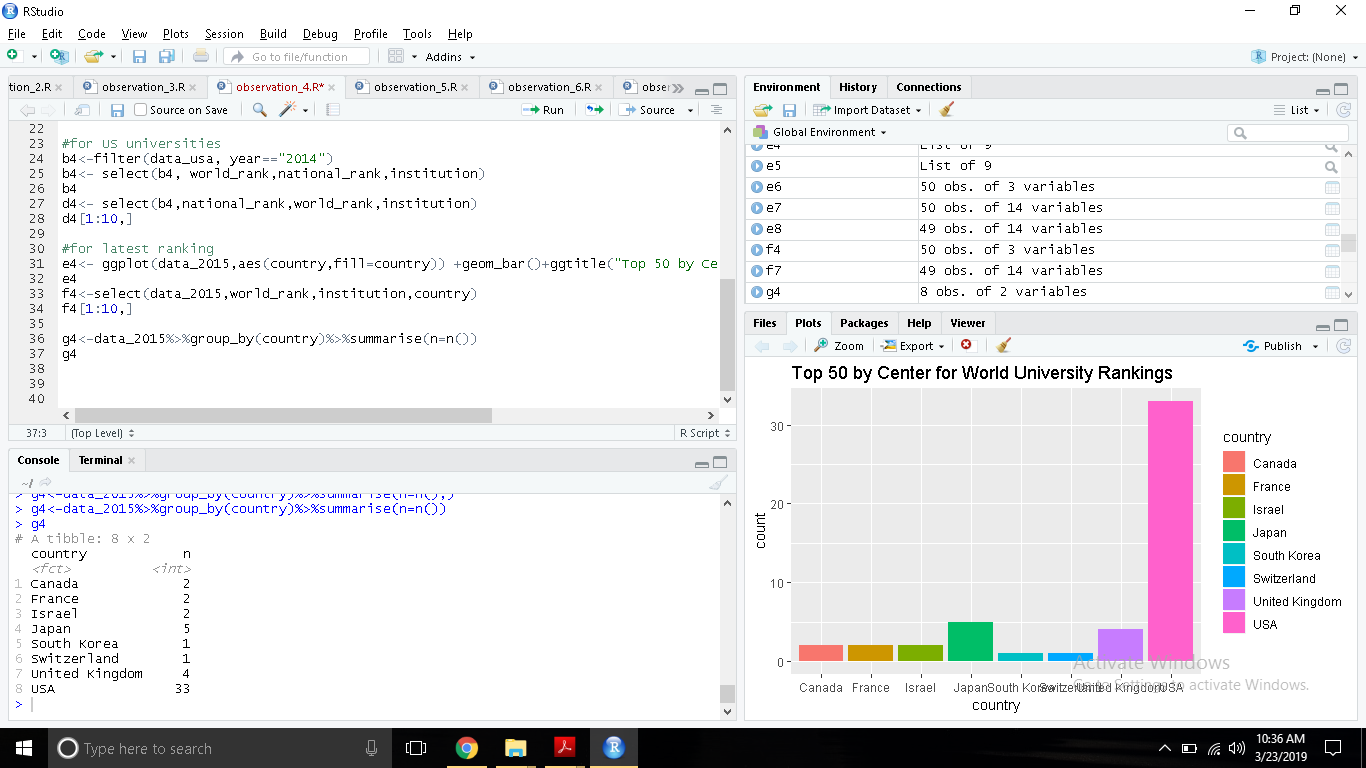 RStudio
File Edit Code View Plots Session Build Debug Profile Tools Help
Go to file/function Addins Project: (None)
tion_2.R observation_3.R observation_4.R* observation_5.R observation_6.R obser
Source on Save Run Source
22
23 #for US universities
24 b4<-filter(data_usa, year=="2014")
25 b4<- select(b4, world_rank,national_rank,institution)
26 b4
27 d4<- select(b4,national_rank,world_rank,institution)
28 d4[1:10,]
29
30 #for latest ranking
31 e4<- ggplot(data_2015,aes(country,fill=country)) +geom_bar()+ggtitle("Top 50 by Ce
32 e4
33 f4<-select(data_2015,world_rank,institution,country)
34 f4[1:10,]
35
36 g4<-data_2015%>%group_by(country)%>%summarise(n=n())
37 g4
38
39
40
37:3 (Top Level) R Script
Console Terminal
~/
> g4<-data_2015%>%group_by(country)%>%summarise(n=n(),)
> g4<-data_2015%>%group_by(country)%>%summarise(n=n())
> g4
# A tibble: 8 x 2
country n
<fct> <int>
1 Canada 2
2 France 2
3 Israel 2
4 Japan 5
5 South Korea 1
6 Switzerland 1
7 United Kingdom 4
8 USA 33
>
Environment History Connections
Import Dataset List
Global Environment
e4 List of 9
e5 List of 9
e6 50 obs. of 3 variables
e7 50 obs. of 14 variables
e8 49 obs. of 14 variables
f4 50 obs. of 3 variables
f7 49 obs. of 14 variables
g4 8 obs. of 2 variables
Files Plots Packages Help Viewer
Zoom Export Publish
Top 50 by Center for World University Rankings
30
20
10
0
count
Canada France Israel Japan South Korea Switzerland United Kingdom USA
country
country
Canada
France
Israel
Japan
South Korea
Switzerland
United Kingdom
USA
Activate Windows
Go to Settings to activate Windows.
Type here to search
10:36 AM
3/23/2019